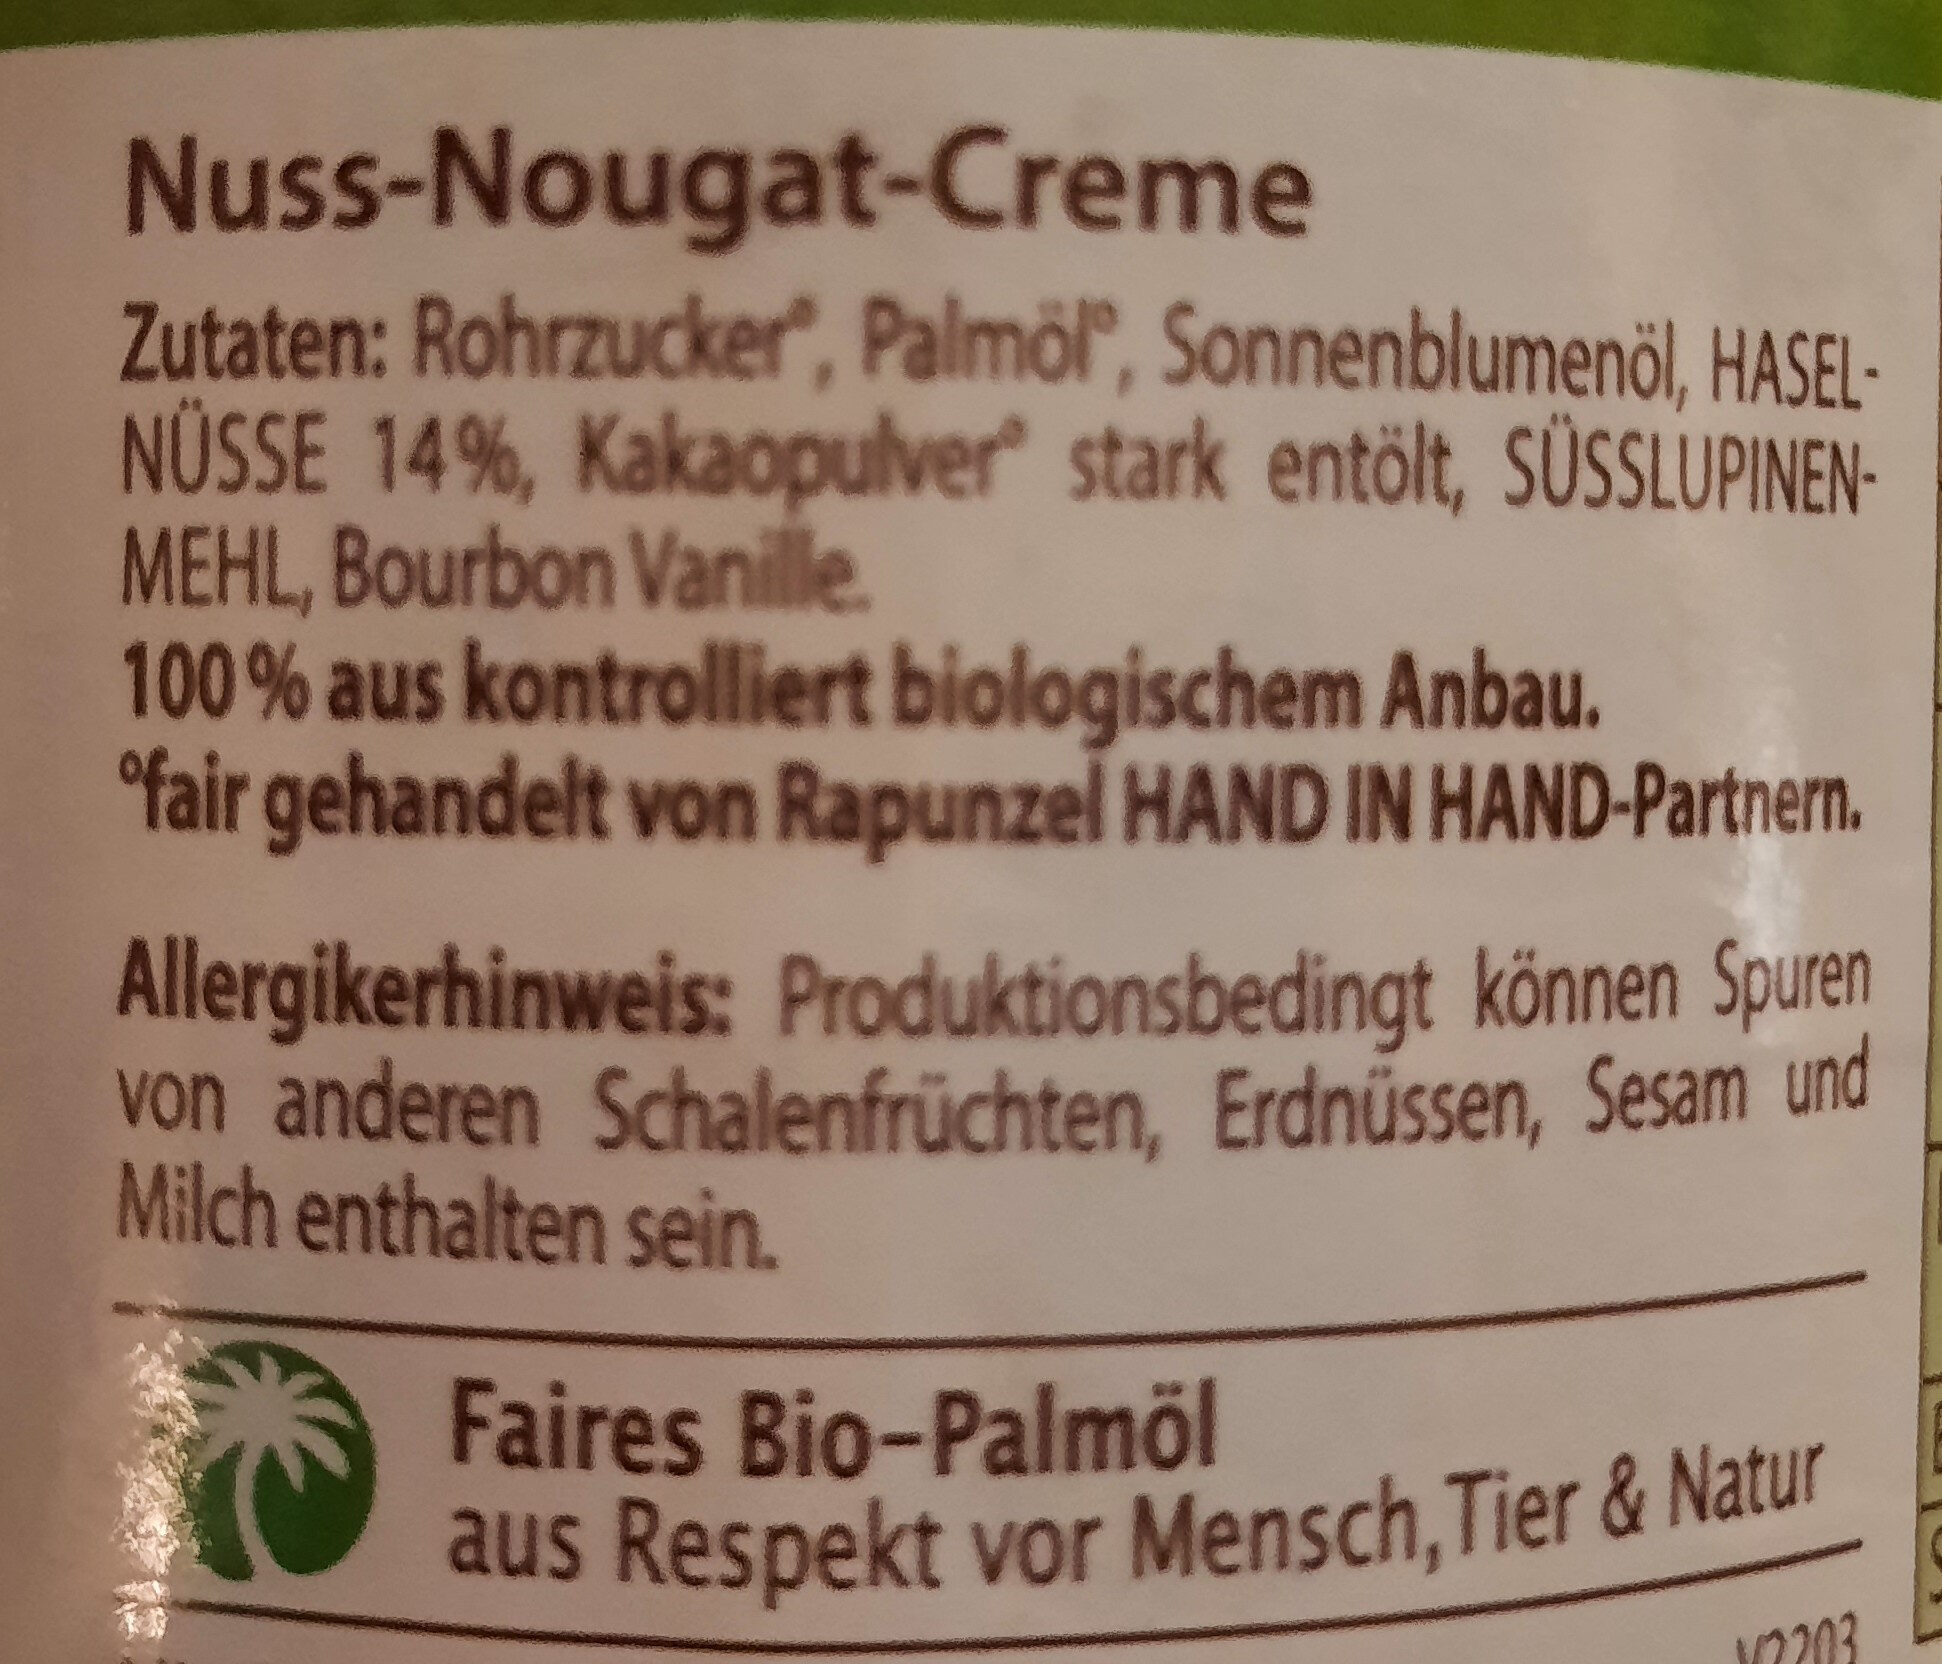 Nuss-Nougat-Creme
Zutaten: Rohrzucker°, Palmöl°, Sonnenblumenöl, HASEL-
NÜSSE 14%, Kakaopulver° stark entölt, SÜSSLUPINEN-
MEHL, Bourbon Vanille.
100% aus kontrolliert biologischem Anbau.
°fair gehandelt von Rapunzel HAND IN HAND-Partnern.
Allergikerhinweis: Produktionsbedingt können Spuren
von anderen Schalenfrüchten, Erdnüssen, Sesam und
Milch enthalten sein.
Faires Bio-Palmöl
aus Respekt vor Mensch, Tier & Natur
V2203